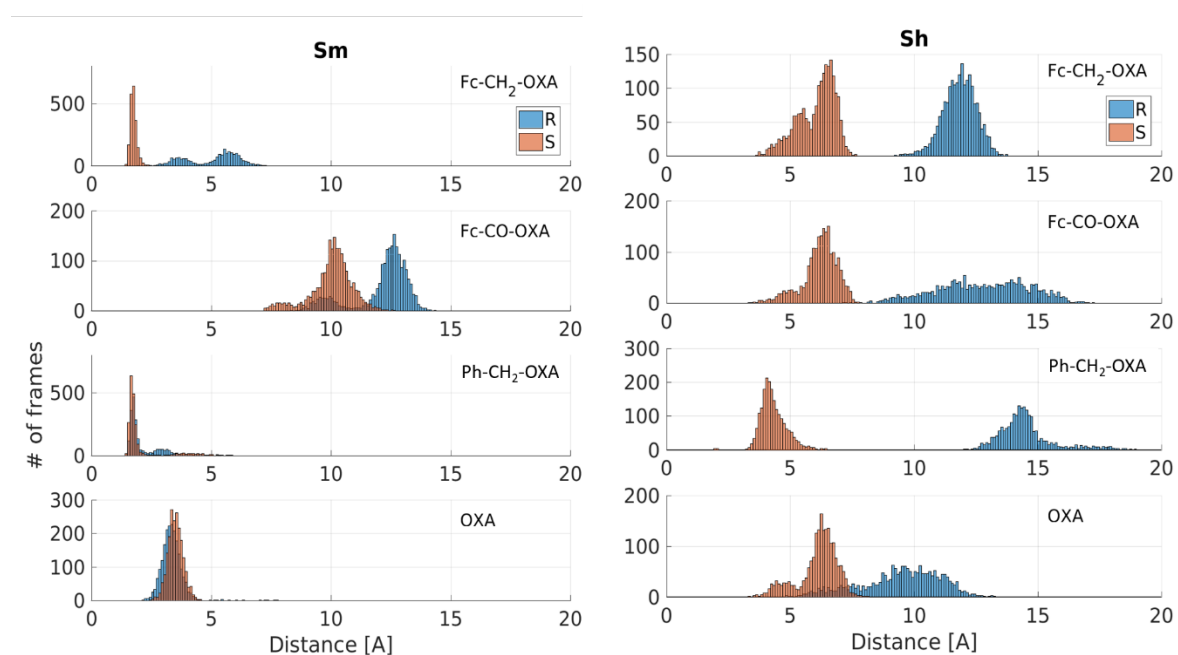 Sm
Fc-CH₂-OXA
R
S
500
0
0 5 10 15 20
Fc-CO-OXA
200
100
0
0 5 10 15 20
Ph-CH₂-OXA
500
0
0 5 10 15 20
OXA
300
200
100
0
0 5 10 15 20
# of frames
Distance [A]
Sh
Fc-CH₂-OXA
R
S
150
100
50
0
0 5 10 15 20
Fc-CO-OXA
200
100
0
0 5 10 15 20
Ph-CH₂-OXA
300
200
100
0
0 5 10 15 20
OXA
200
100
0
0 5 10 15 20
Distance [A]